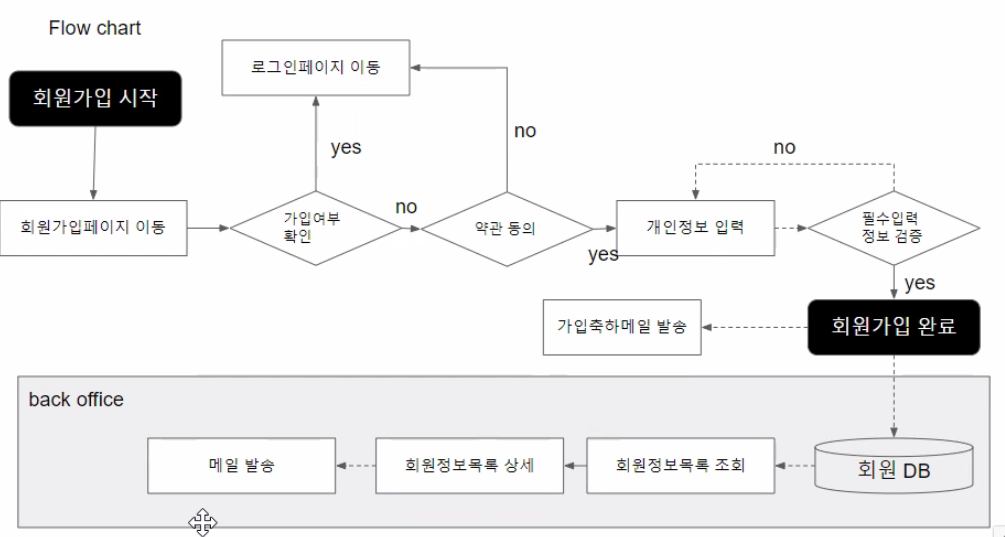 Flow chart
로그인페이지 이동
회원가입 시작
no
yes
no
회원가입페이지 이동
가입여부
확인
no
약관 동의
yes
개인정보 입력
필수입력
정보 검증
yes
가입축하메일 발송
회원가입 완료
back office
메일 발송
회원정보목록 상세
회원정보목록 조회
회원 DB